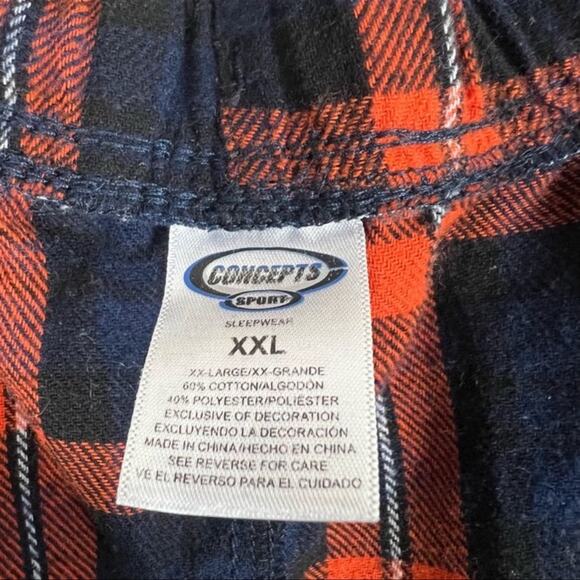 CONCEPTS
SPORT
SLEEPWEAR
XXL
XX-LARGE/XX-GRANDE
60% COTTON/ALGODÓN
40% POLYESTER/POLIÉSTER
EXCLUSIVE OF DECORATION
EXCLUYENDO LA DECORACIÓN
MADE IN CHINA/HECHO EN CHINA
SEE REVERSE FOR CARE
VE EL REVERSO PARA EL CUIDADO